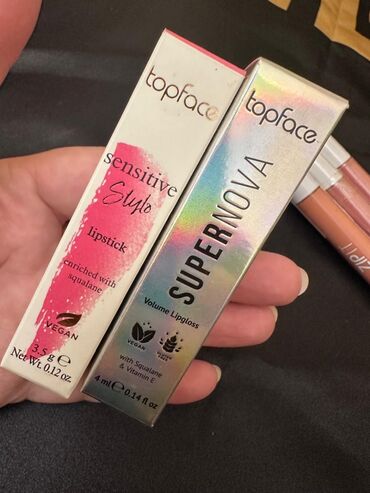 topface
sensitive
Stylo
lipstick
enriched with
squalane
VEGAN
3.5 g e
Net Wt. 0.12 oz.
topface
SUPERNOVA
Volume Lipgloss
VEGAN
with Squalane
& Vitamin E
4 ml e 0.14 fl.oz